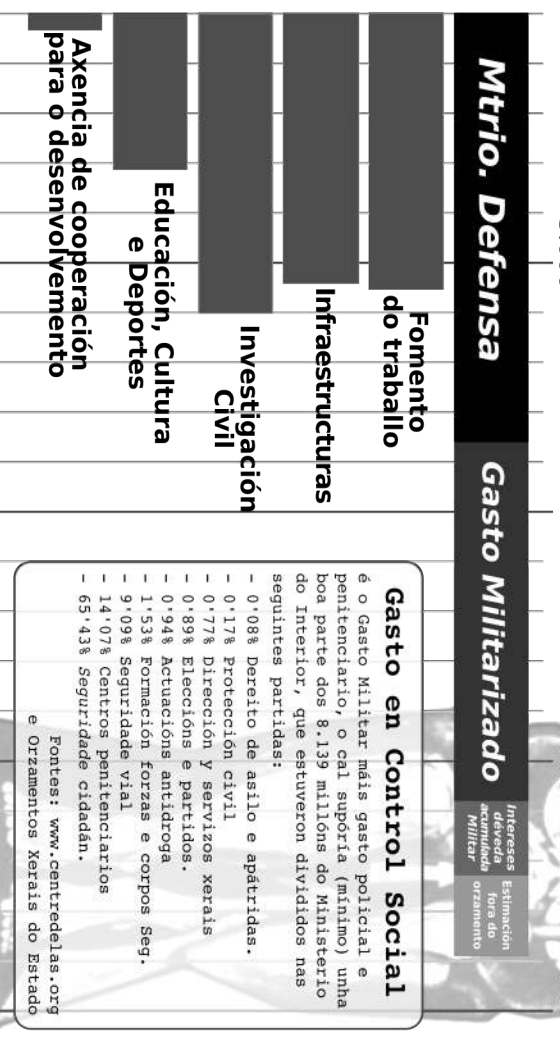 Mtrio. Defensa
Gasto Militarizado
Intereses
déveda
acumulada
Militar
Estimación
fora do
orzamento
Fomento
do traballo
Infraestructuras
Investigación
Civil
Educación, Cultura
e Deportes
Axencia de cooperación
para o desenvolvemento
Gasto en Control Social
é o Gasto Militar máis gasto policial e
penitenciario, o cal supóría (mínimo) unha
boa parte dos 8.139 millóns do Ministerio
do Interior, que estuveron divididos nas
seguintes partidas:
- 0'08% Dereito de asilo e apátridas.
- 0'17% Protección civil
- 0'77% Dirección y servizos xerais
- 0'89% Eleccións e partidos.
- 0'94% Actuacións antidroga
- 1'53% Formación forzas e corpos Seg.
- 9'09% Seguridade vial
- 14'07% Centros penitenciarios
- 65'43% Seguridade cidadán.
Fontes: www.centredelas.org
e Orzamentos Xerais do Estado